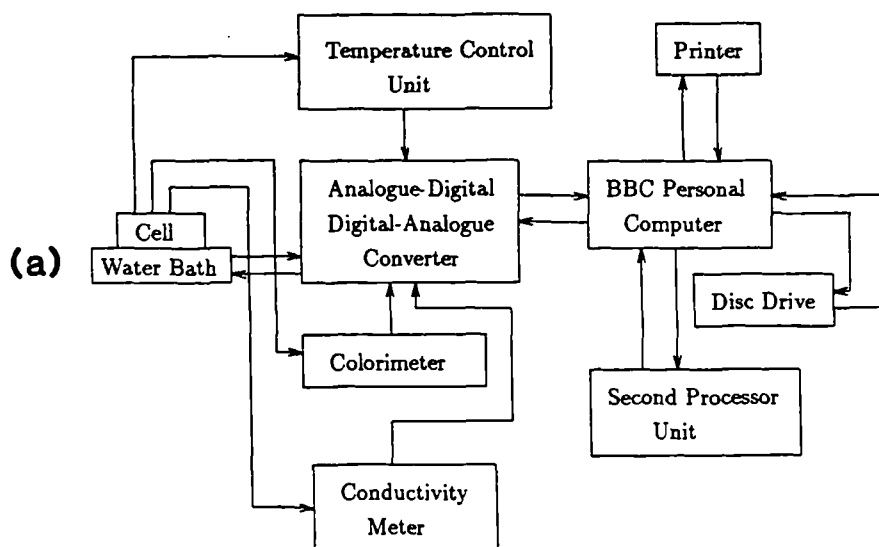 Temperature Control
Unit
Printer
Analogue-Digital
Digital-Analogue
Converter
BBC Personal
Computer
Cell
Water Bath
(a)
Disc Drive
Colorimeter
Second Processor
Unit
Conductivity
Meter